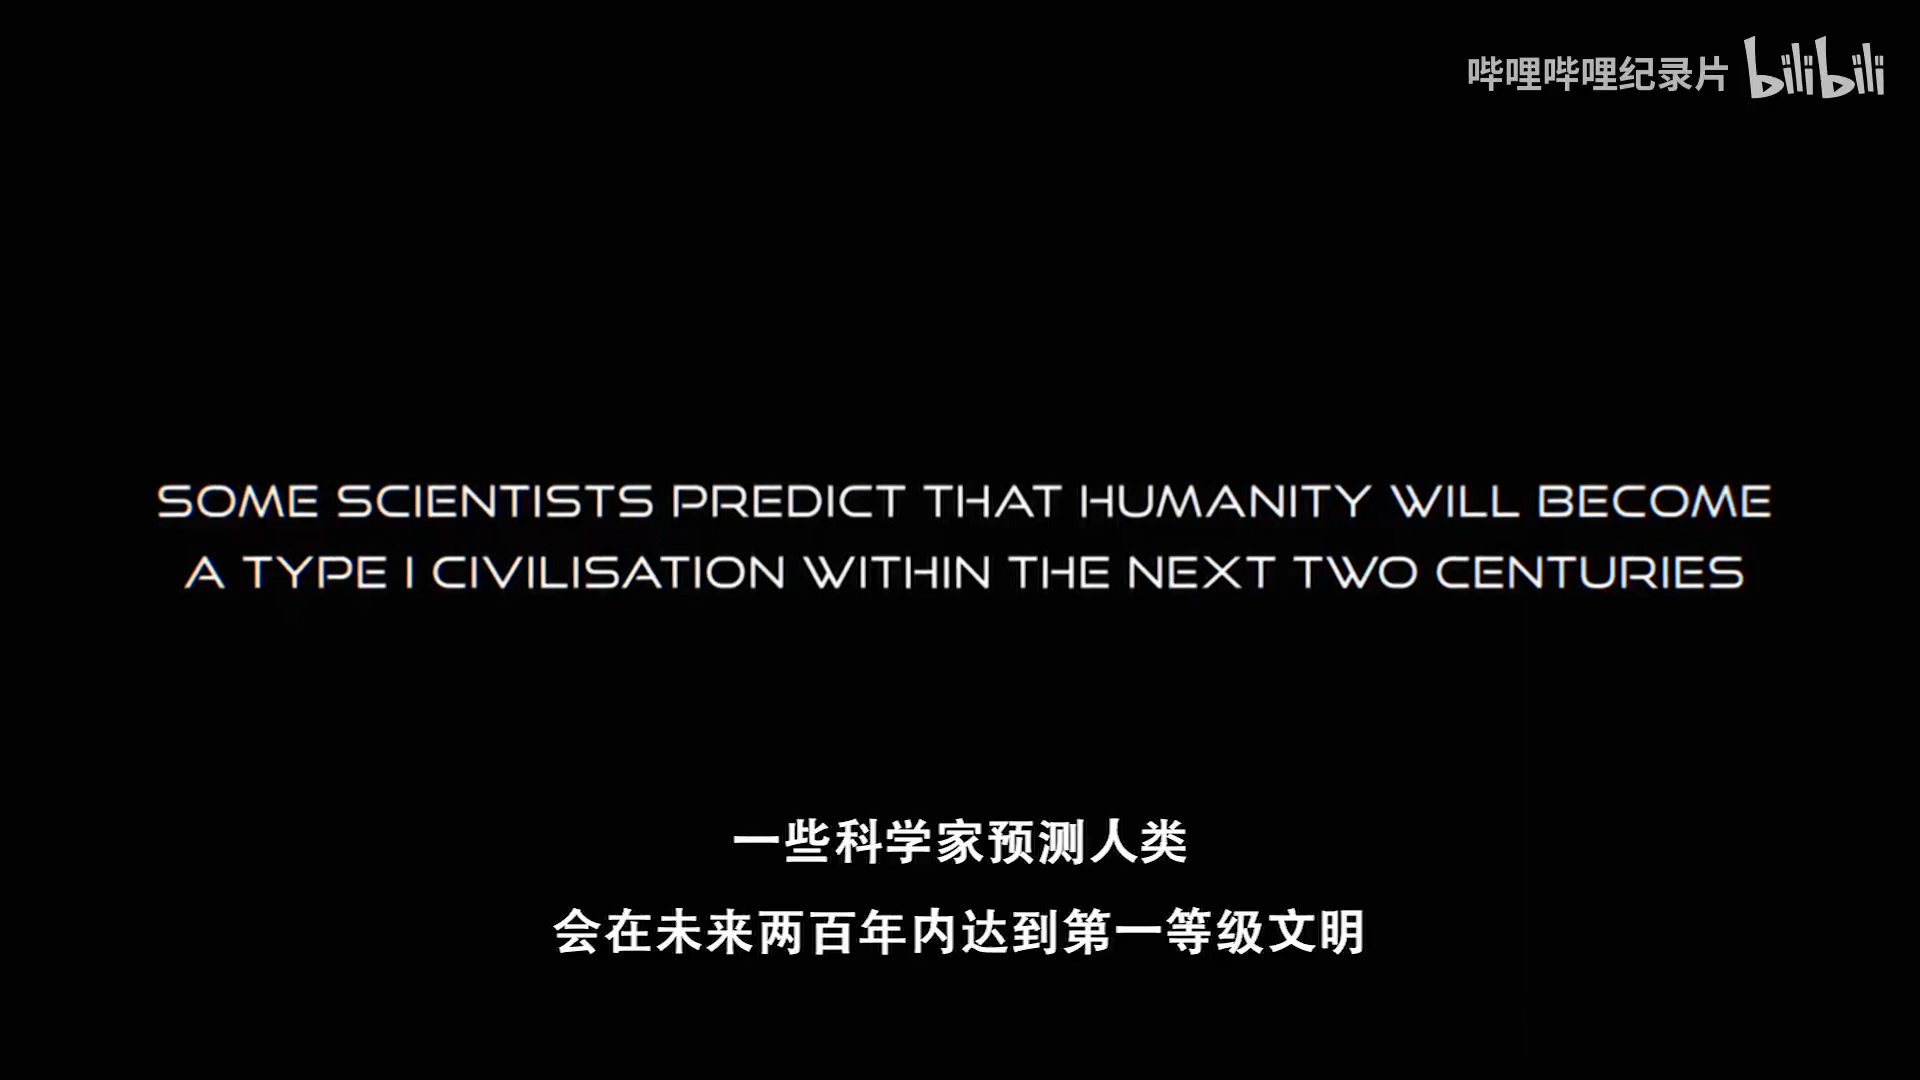 哔哩哔哩纪录片 bilibili
SOME SCIENTISTS PREDICT THAT HUMANITY WILL BECOME
A TYPE I CIVILISATION WITHIN THE NEXT TWO CENTURIES
一些科学家预测人类
会在未来两百年内达到第一等级文明